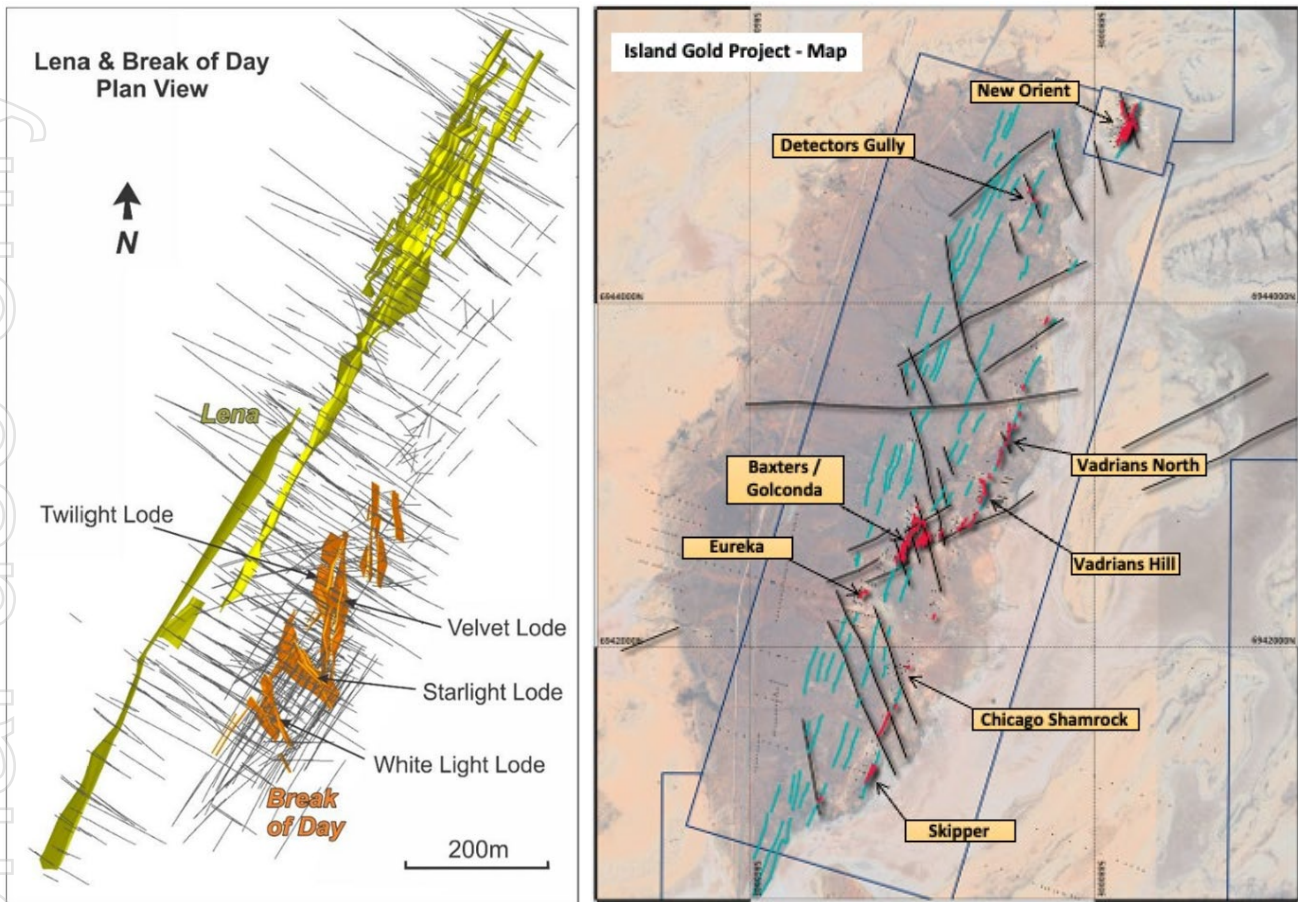 Lena & Break of Day
Plan View
N
Lena
Twilight Lode
Velvet Lode
Starlight Lode
White Light Lode
Break
of Day
200m
Island Gold Project - Map
New Orient
Detectors Gully
6944000N
6944000N
Baxters /
Golconda
Vadrians North
Eureka
Vadrians Hill
6942000N
6942000N
Chicago Shamrock
Skipper